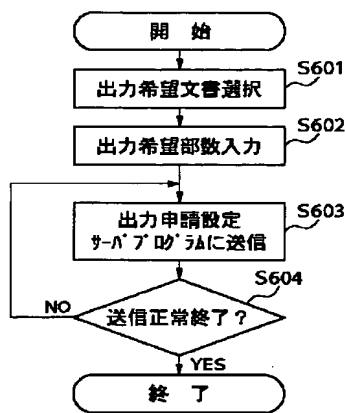 開 始
S601
出力希望文書選択
S602
出力希望部数入力
S603
出力申請設定
ｻｰﾊﾞﾌﾟﾛｸﾞﾗﾑに送信
S604
NO
送信正常終了？
YES
終 了